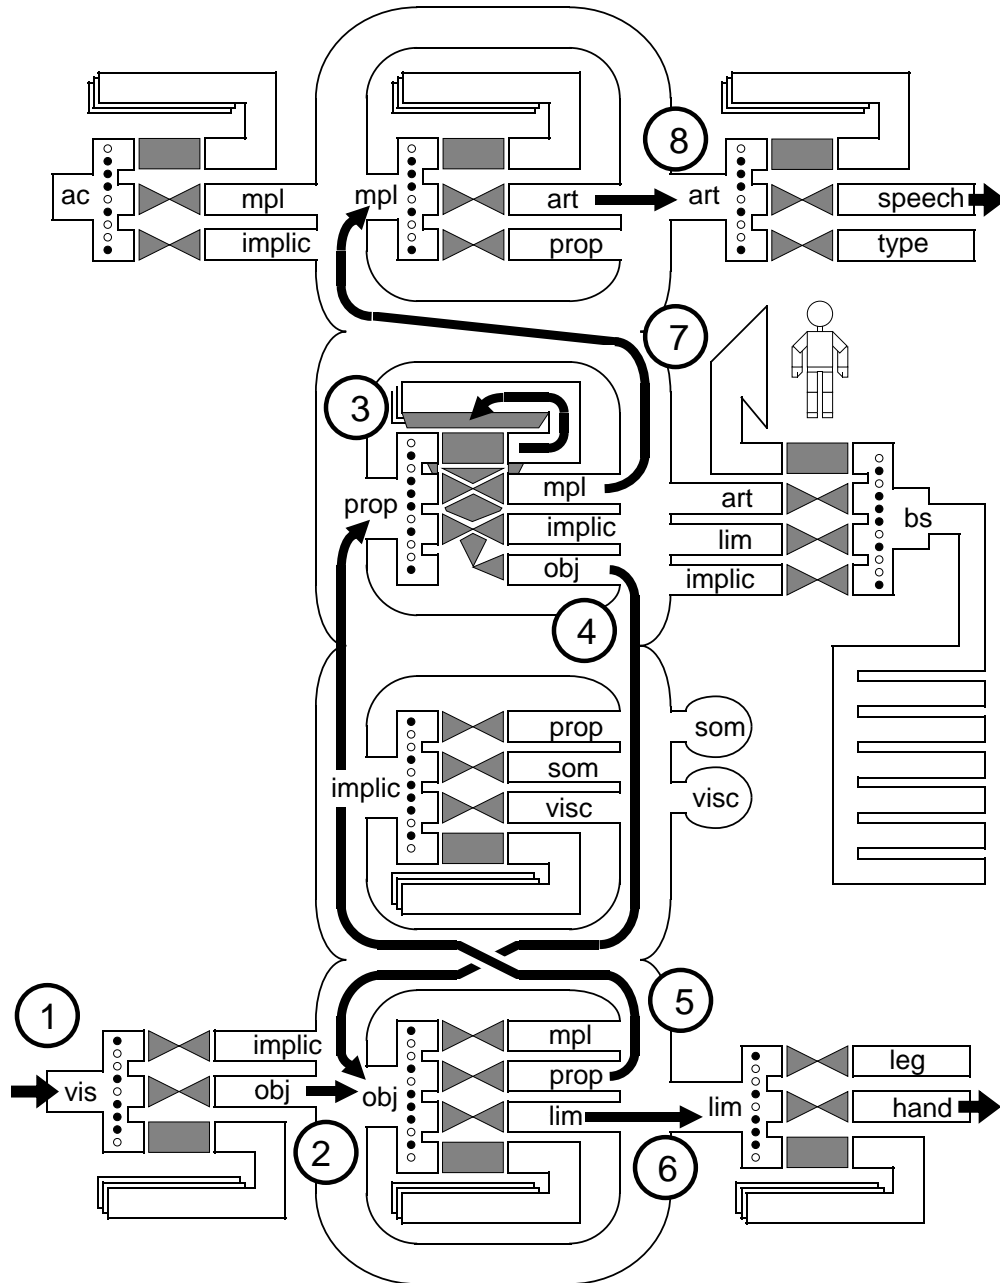 8
ac
mpl
implic
mpl
art
prop
art
speech
type
7
3
prop
mpl
implic
obj
4
art
lim
implic
bs
implic
prop
som
visc
som
visc
1
vis
implic
obj
2
obj
mpl
prop
lim
5
6
lim
leg
hand